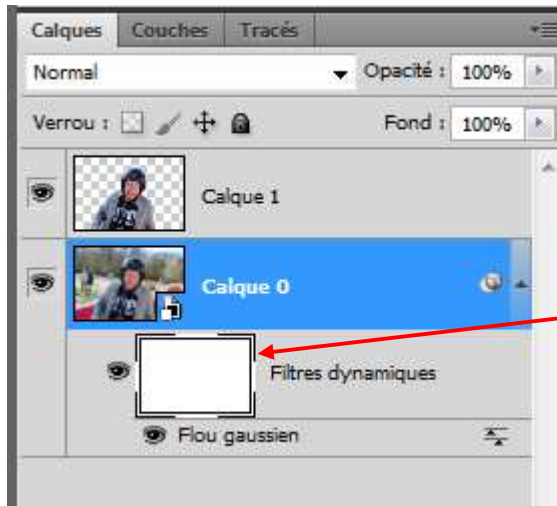 Calques Couches Tracés
Normal Opacité : 100%
Verrou : Fond : 100%
Calque 1
Calque 0
Filtres dynamiques
Flou gaussien